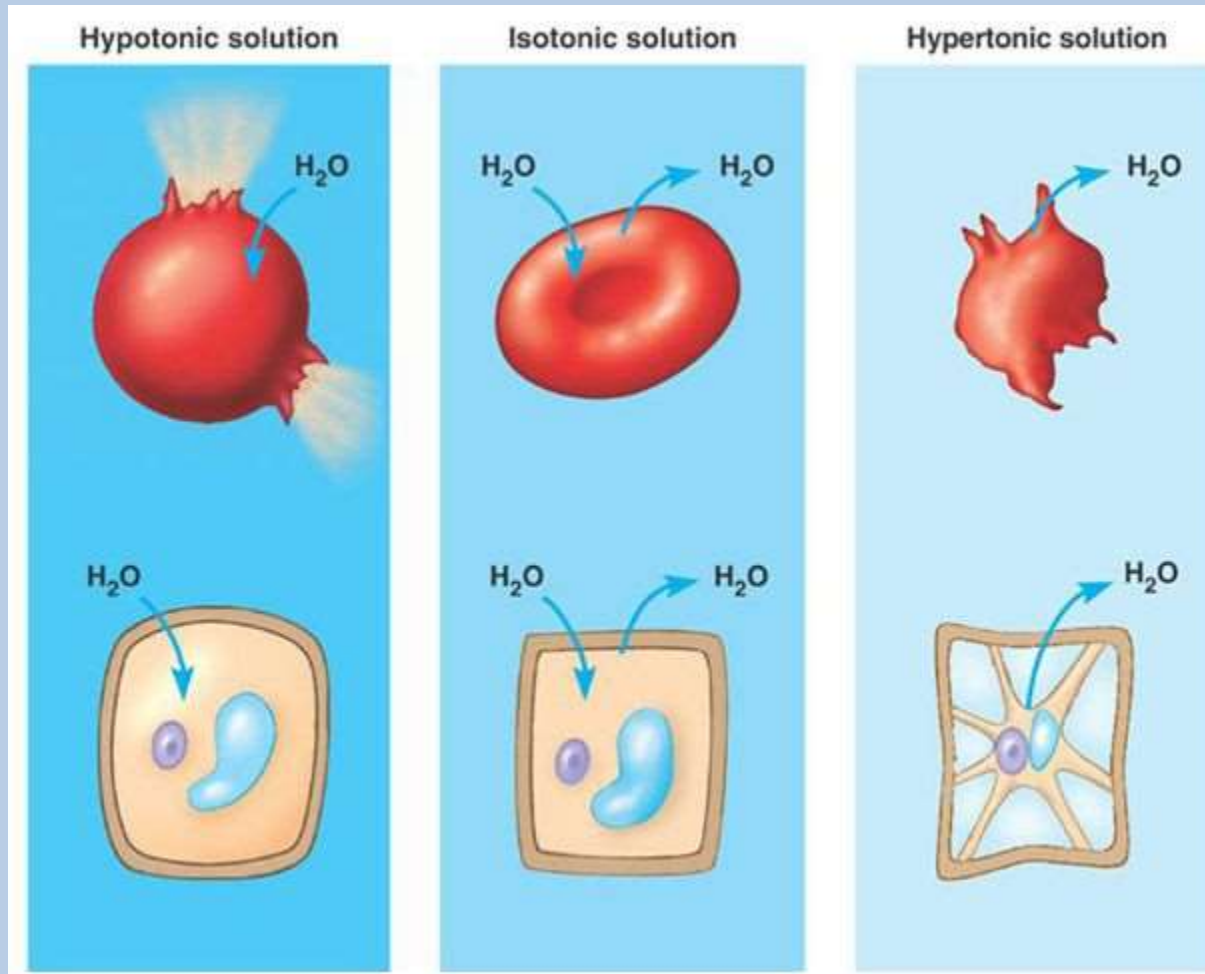 Hypotonic solution
Isotonic solution
Hypertonic solution
H₂O
H₂O
H₂O
H₂O
H₂O
H₂O
H₂O
H₂O